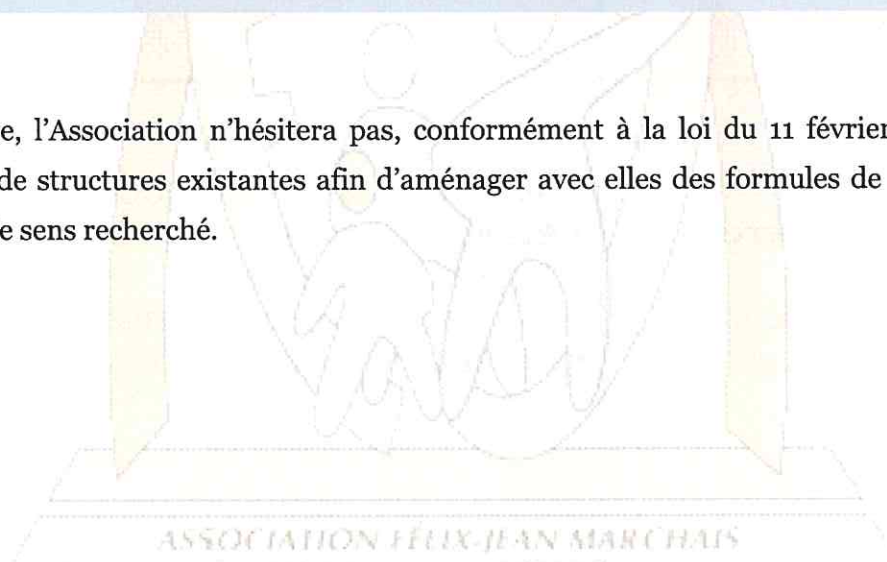 e, l'Association n'hésitera pas, conformément à la loi du 11 février
de structures existantes afin d'aménager avec elles des formules de
e sens recherché.
ASSOCIATION FÉLIX-JEAN MARCHAIS